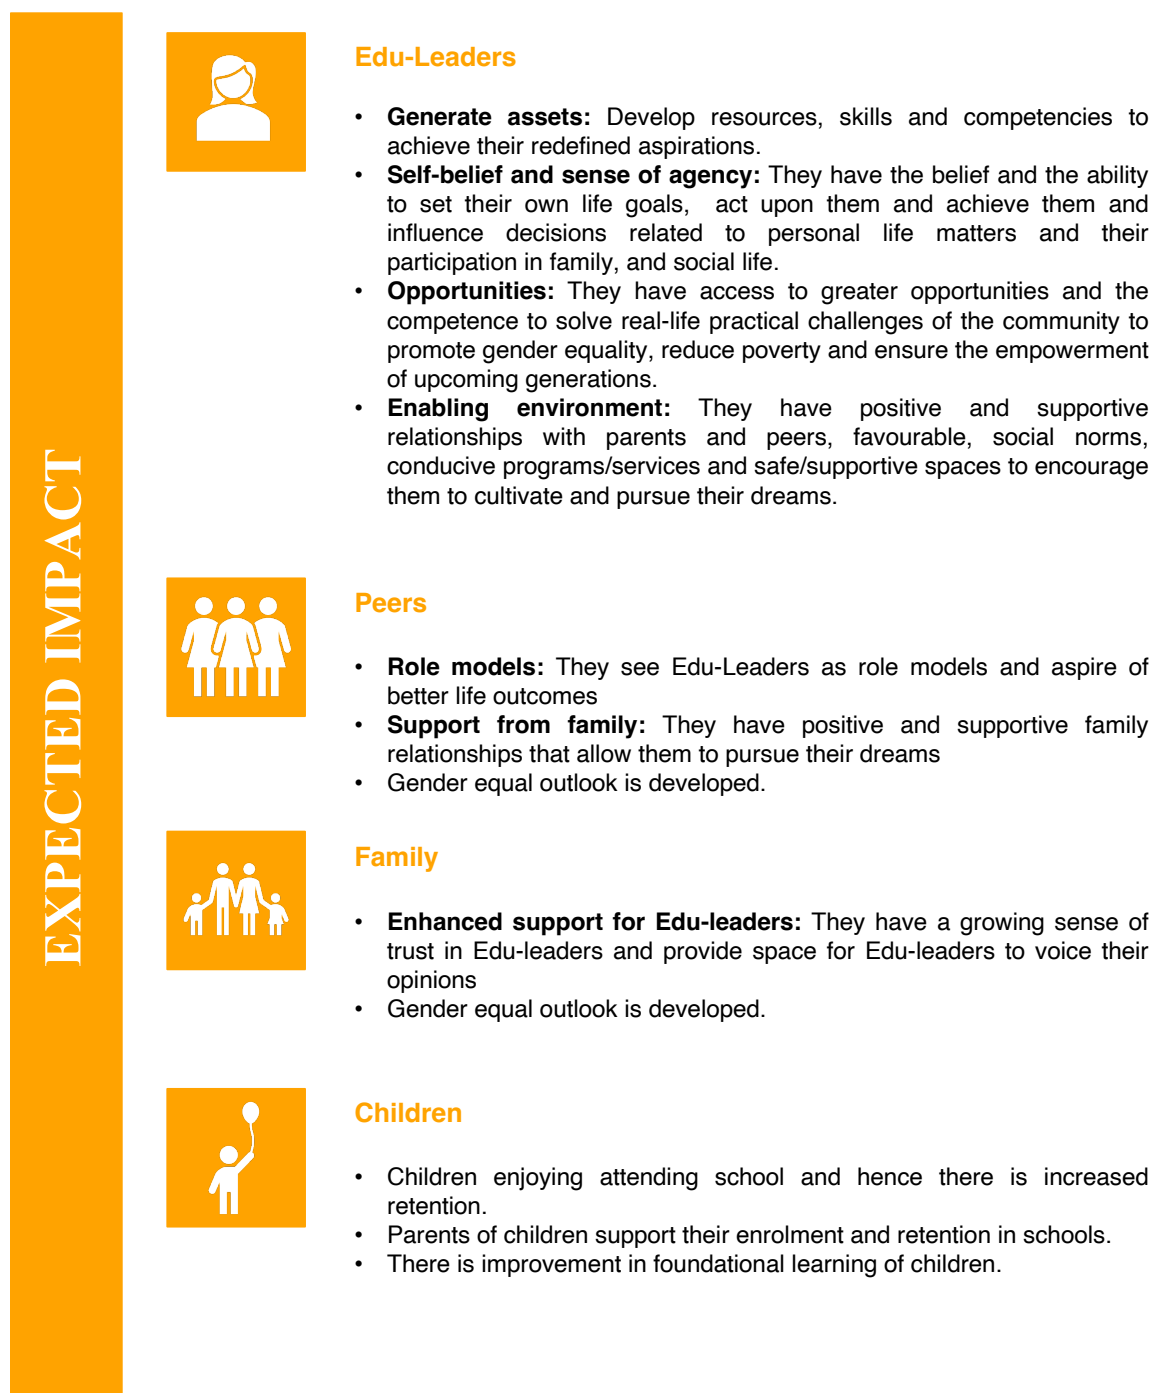 EXPECTED IMPACT
Edu-Leaders
• Generate assets: Develop resources, skills and competencies to
achieve their redefined aspirations.
• Self-belief and sense of agency: They have the belief and the ability
to set their own life goals, act upon them and achieve them and
influence decisions related to personal life matters and their
participation in family, and social life.
• Opportunities: They have access to greater opportunities and the
competence to solve real-life practical challenges of the community to
promote gender equality, reduce poverty and ensure the empowerment
of upcoming generations.
• Enabling environment: They have positive and supportive
relationships with parents and peers, favourable, social norms,
conducive programs/services and safe/supportive spaces to encourage
them to cultivate and pursue their dreams.
Peers
• Role models: They see Edu-Leaders as role models and aspire of
better life outcomes
• Support from family: They have positive and supportive family
relationships that allow them to pursue their dreams
• Gender equal outlook is developed.
Family
• Enhanced support for Edu-leaders: They have a growing sense of
trust in Edu-leaders and provide space for Edu-leaders to voice their
opinions
• Gender equal outlook is developed.
Children
• Children enjoying attending school and hence there is increased
retention.
• Parents of children support their enrolment and retention in schools.
• There is improvement in foundational learning of children.